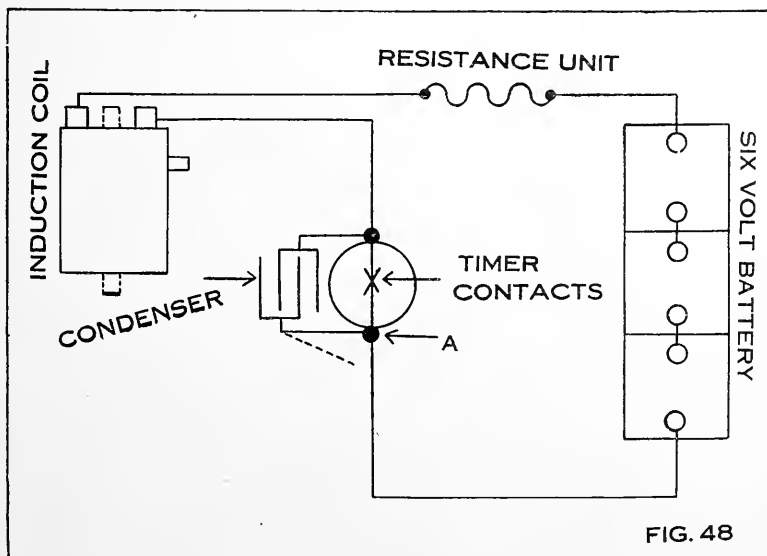 RESISTANCE UNIT
INDUCTION COIL
SIX VOLT BATTERY
CONDENSER
TIMER
CONTACTS
A
FIG. 48